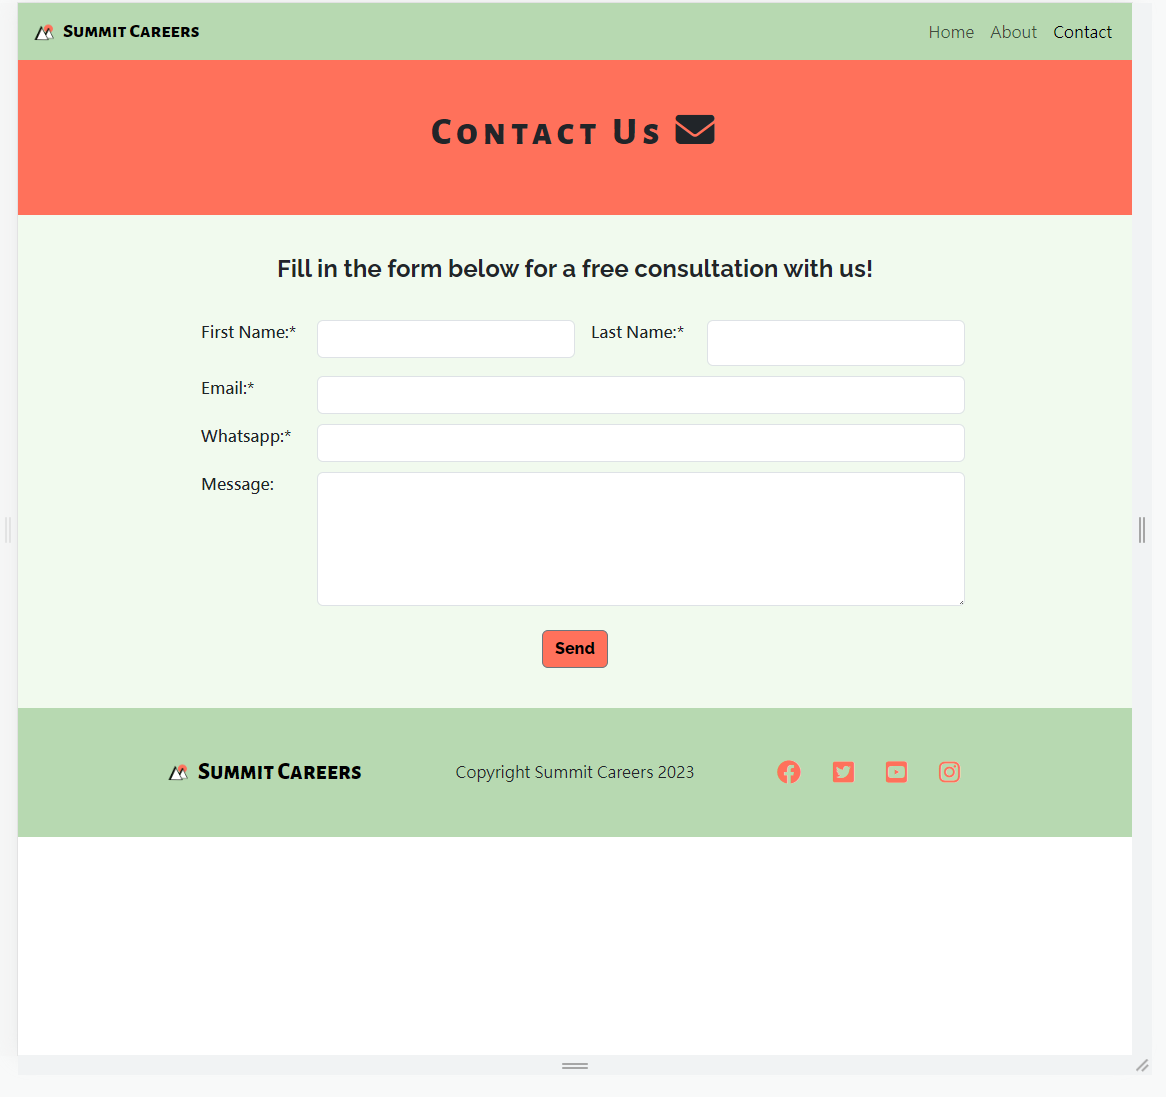 Summit Careers
Home About Contact
Contact Us
Fill in the form below for a free consultation with us!
First Name:* Last Name:*
Email:*
Whatsapp:*
Message:
Send
Summit Careers Copyright Summit Careers 2023